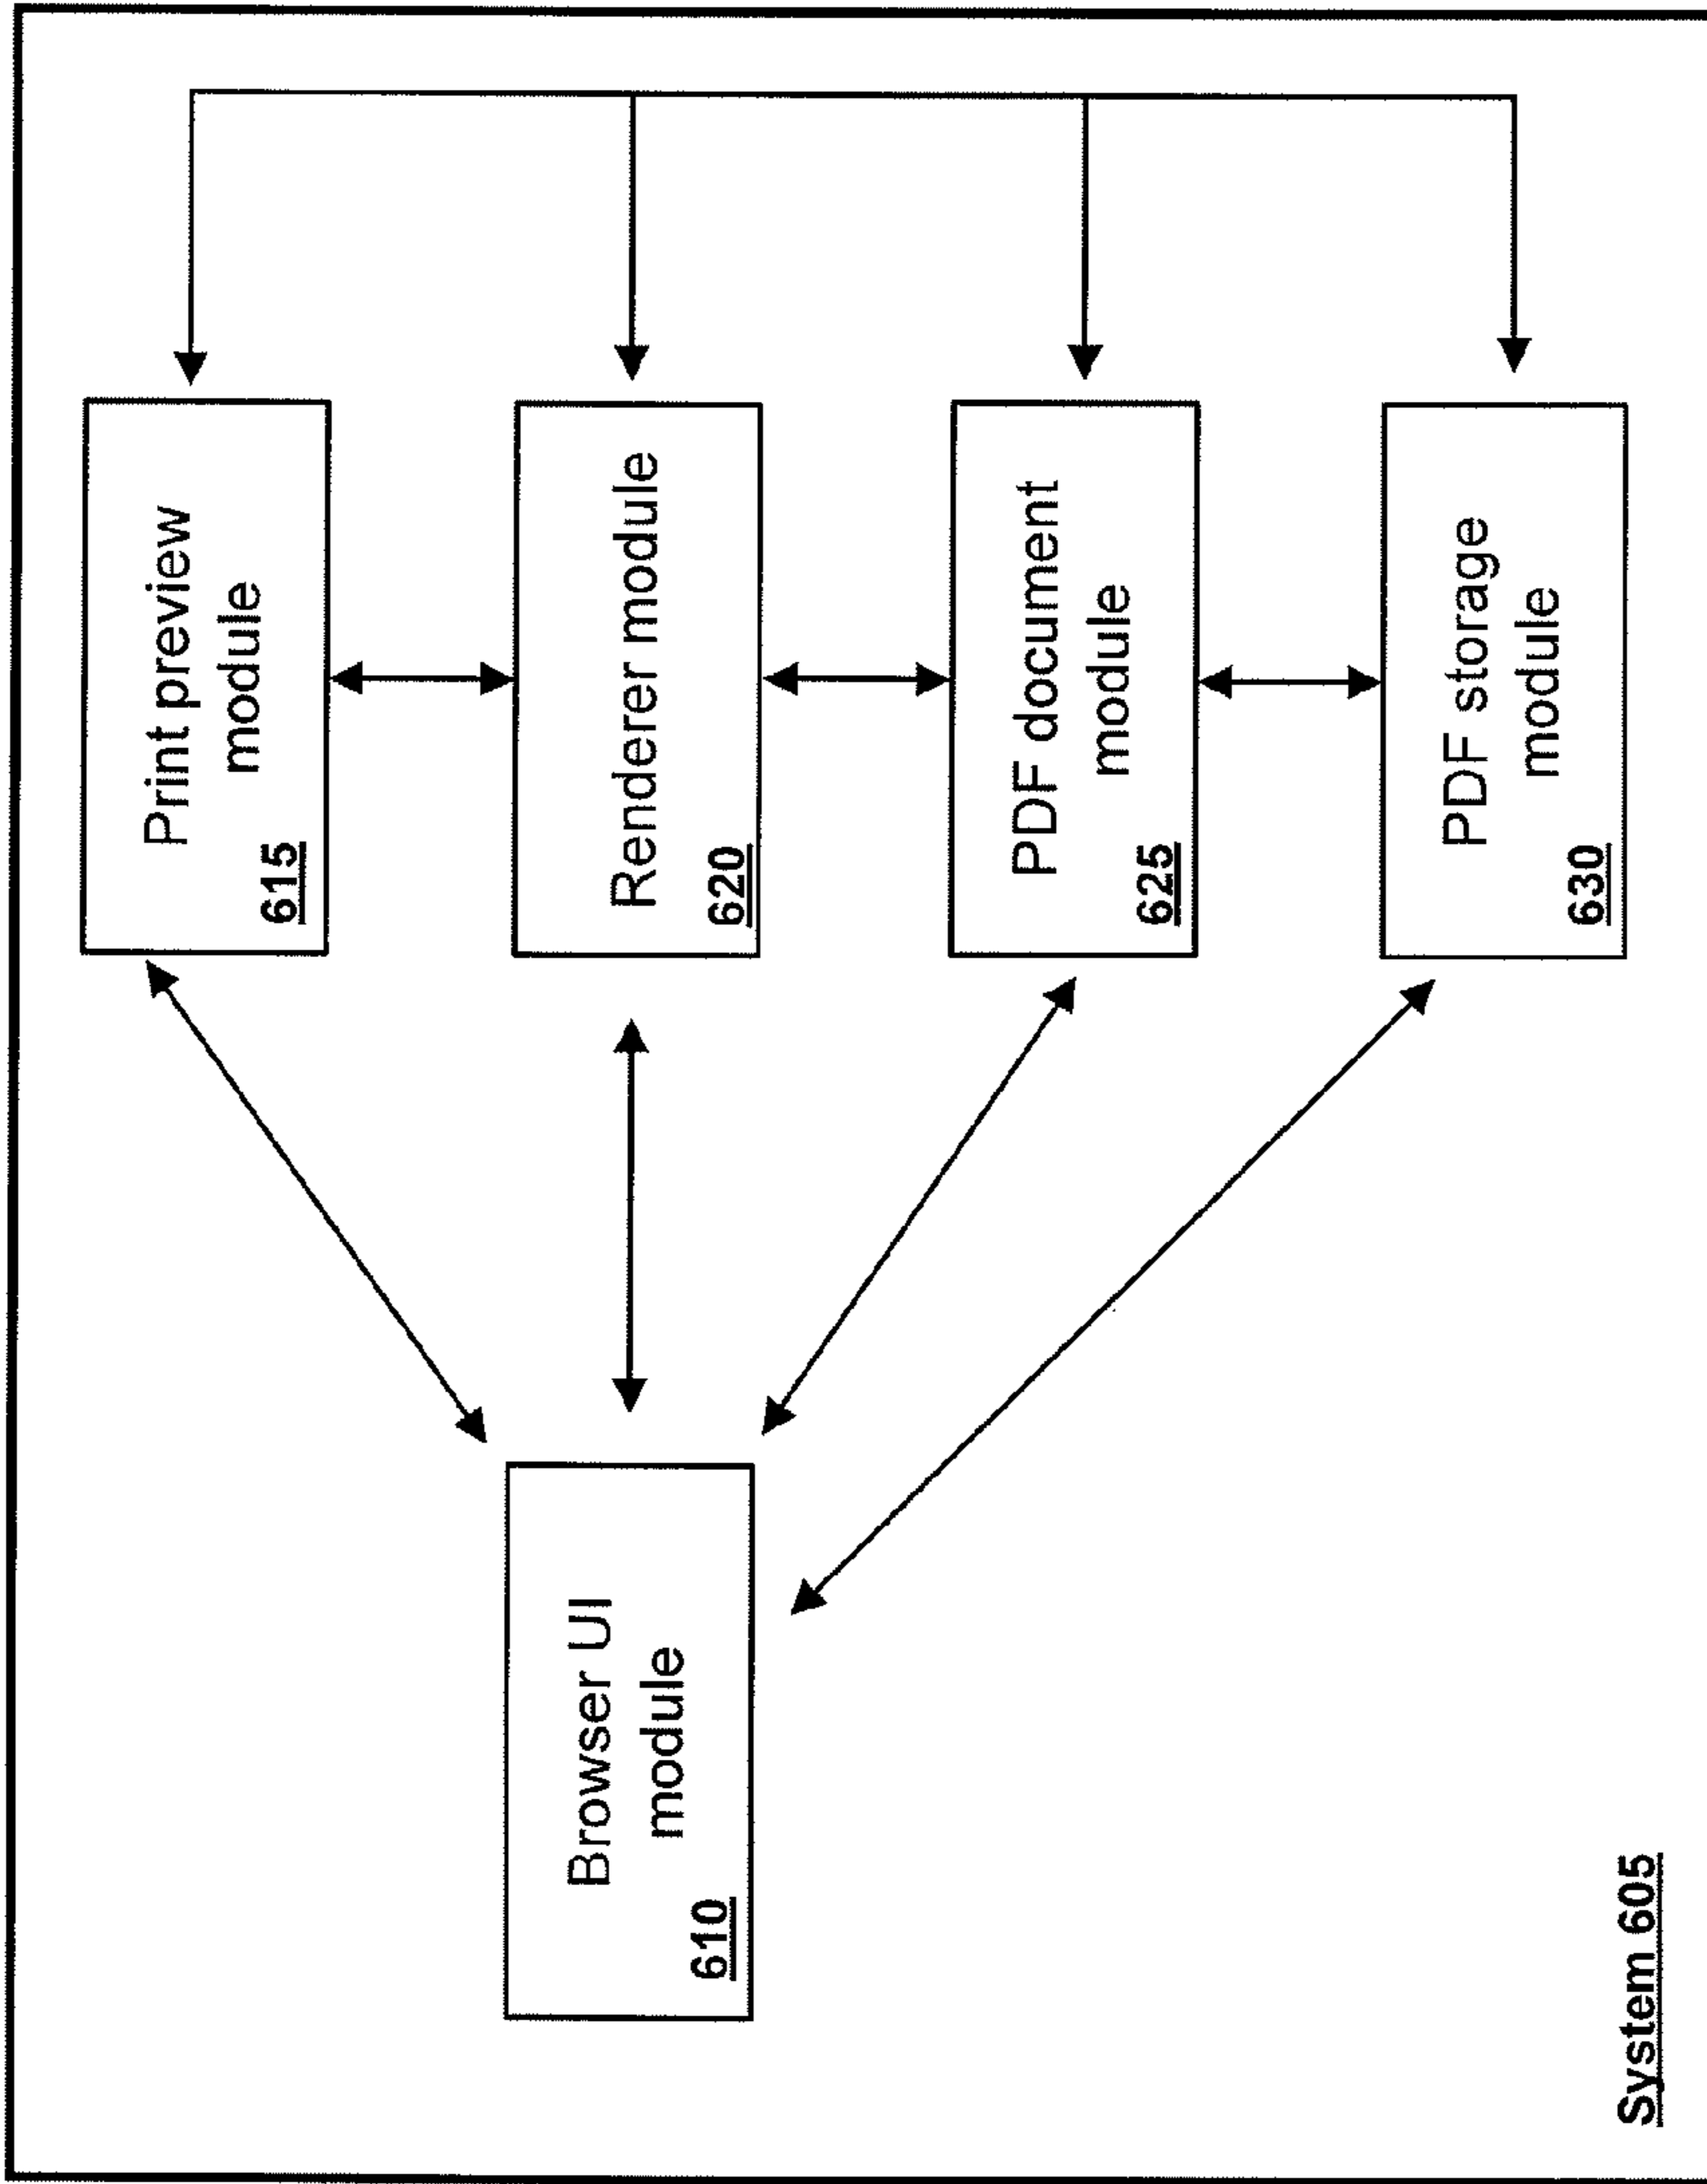 Print preview
module
615
Renderer module
620
Browser UI
module
610
PDF document
module
625
PDF storage
module
630
System 605